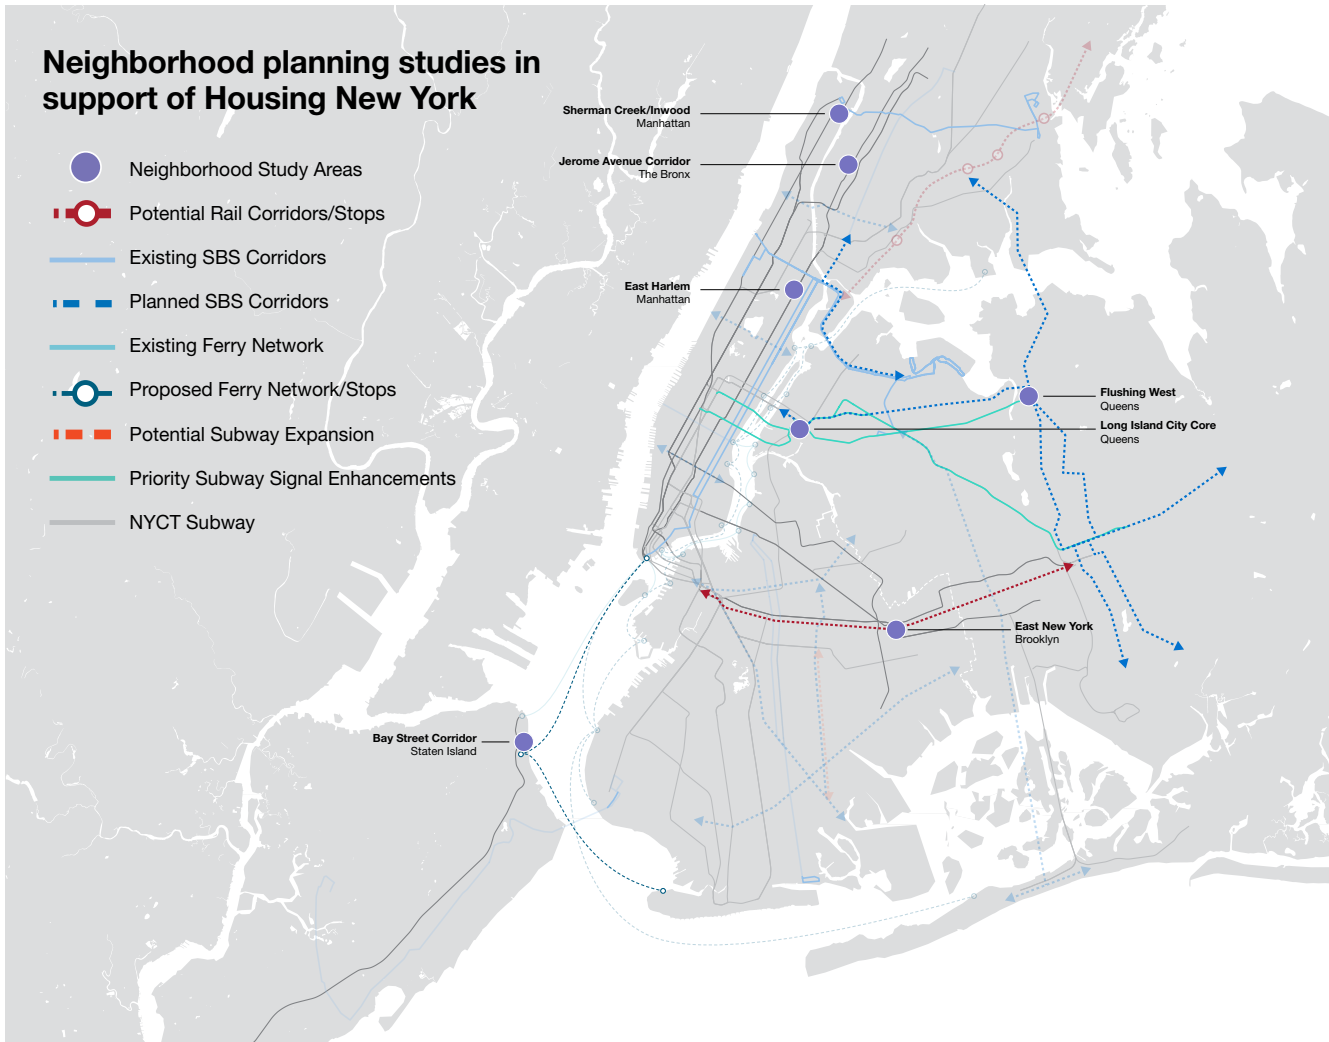 Neighborhood planning studies in
support of Housing New York
Neighborhood Study Areas
Potential Rail Corridors/Stops
Existing SBS Corridors
Planned SBS Corridors
Existing Ferry Network
Proposed Ferry Network/Stops
Potential Subway Expansion
Priority Subway Signal Enhancements
NYCT Subway
Sherman Creek/Inwood
Manhattan
Jerome Avenue Corridor
The Bronx
East Harlem
Manhattan
Flushing West
Queens
Long Island City Core
Queens
East New York
Brooklyn
Bay Street Corridor
Staten Island